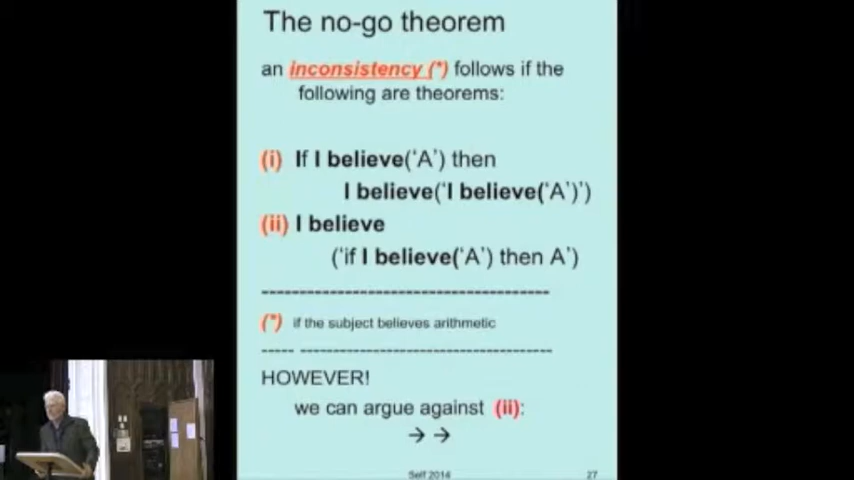 The no-go theorem
an inconsistency (*) follows if the
following are theorems:
(i) If I believe('A') then
I believe('I believe('A')')
(ii) I believe
('if I believe('A') then A')
------------------------------------------
(*) if the subject believes arithmetic
----- ------------------------------------
HOWEVER!
we can argue against (ii):
→ →
Self 2014
27